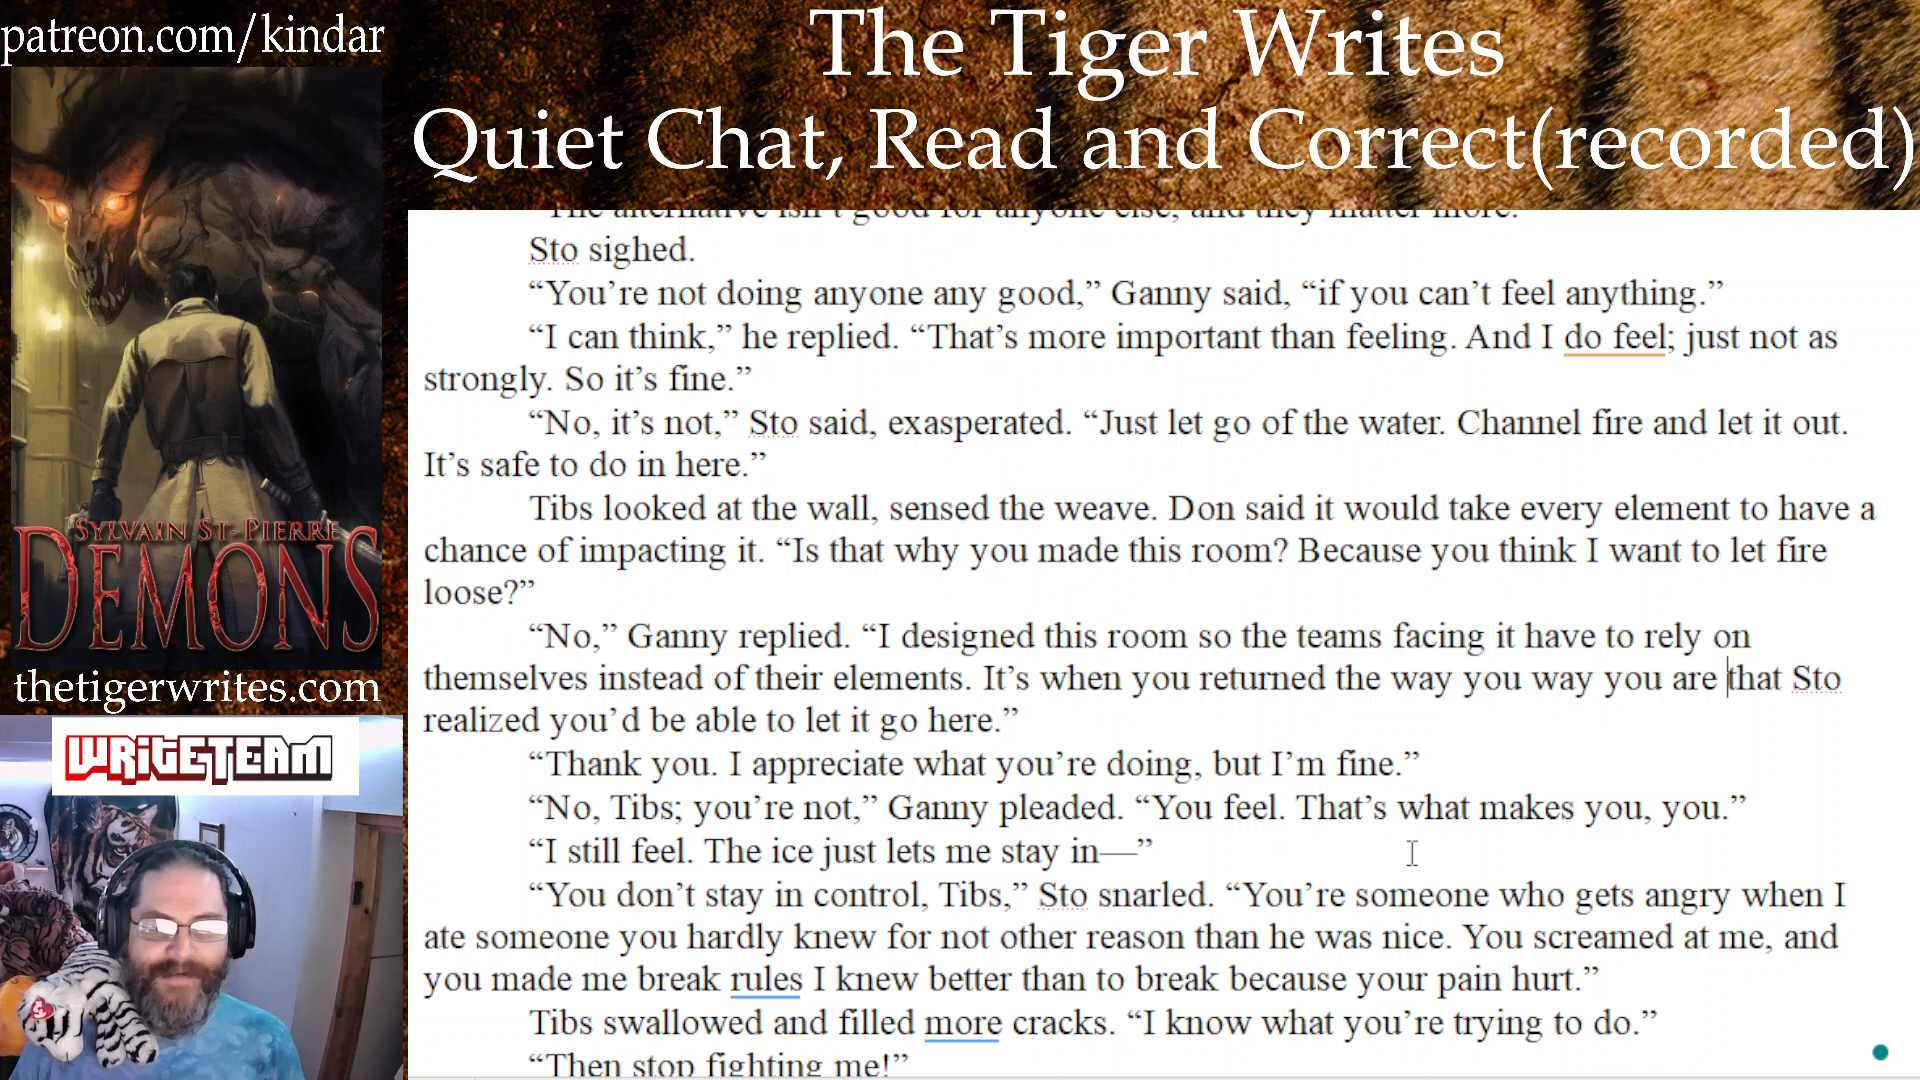 patreon.com/kindar
The Tiger Writes
Quiet Chat, Read and Correct(recorded)
SYLVAIN ST-PIERRE
DEMONS
thetigerwrites.com
WRITETEAM
"The alternative isn't good for anyone else, and they matter more."
Sto sighed.
“You’re not doing anyone any good,” Ganny said, “if you can’t feel anything.”
“I can think,” he replied. “That’s more important than feeling. And I do feel; just not as
strongly. So it’s fine.”
“No, it’s not,” Sto said, exasperated. “Just let go of the water. Channel fire and let it out.
It’s safe to do in here.”
Tibs looked at the wall, sensed the weave. Don said it would take every element to have a
chance of impacting it. “Is that why you made this room? Because you think I want to let fire
loose?”
“No,” Ganny replied. “I designed this room so the teams facing it have to rely on
themselves instead of their elements. It’s when you returned the way you way you are that Sto
realized you’d be able to let it go here.”
“Thank you. I appreciate what you’re doing, but I’m fine.”
“No, Tibs; you’re not,” Ganny pleaded. “You feel. That’s what makes you, you.”
“I still feel. The ice just lets me stay in—”
“You don’t stay in control, Tibs,” Sto snarled. “You’re someone who gets angry when I
ate someone you hardly knew for not other reason than he was nice. You screamed at me, and
you made me break rules I knew better than to break because your pain hurt.”
Tibs swallowed and filled more cracks. “I know what you’re trying to do.”
“Then stop fighting me!”